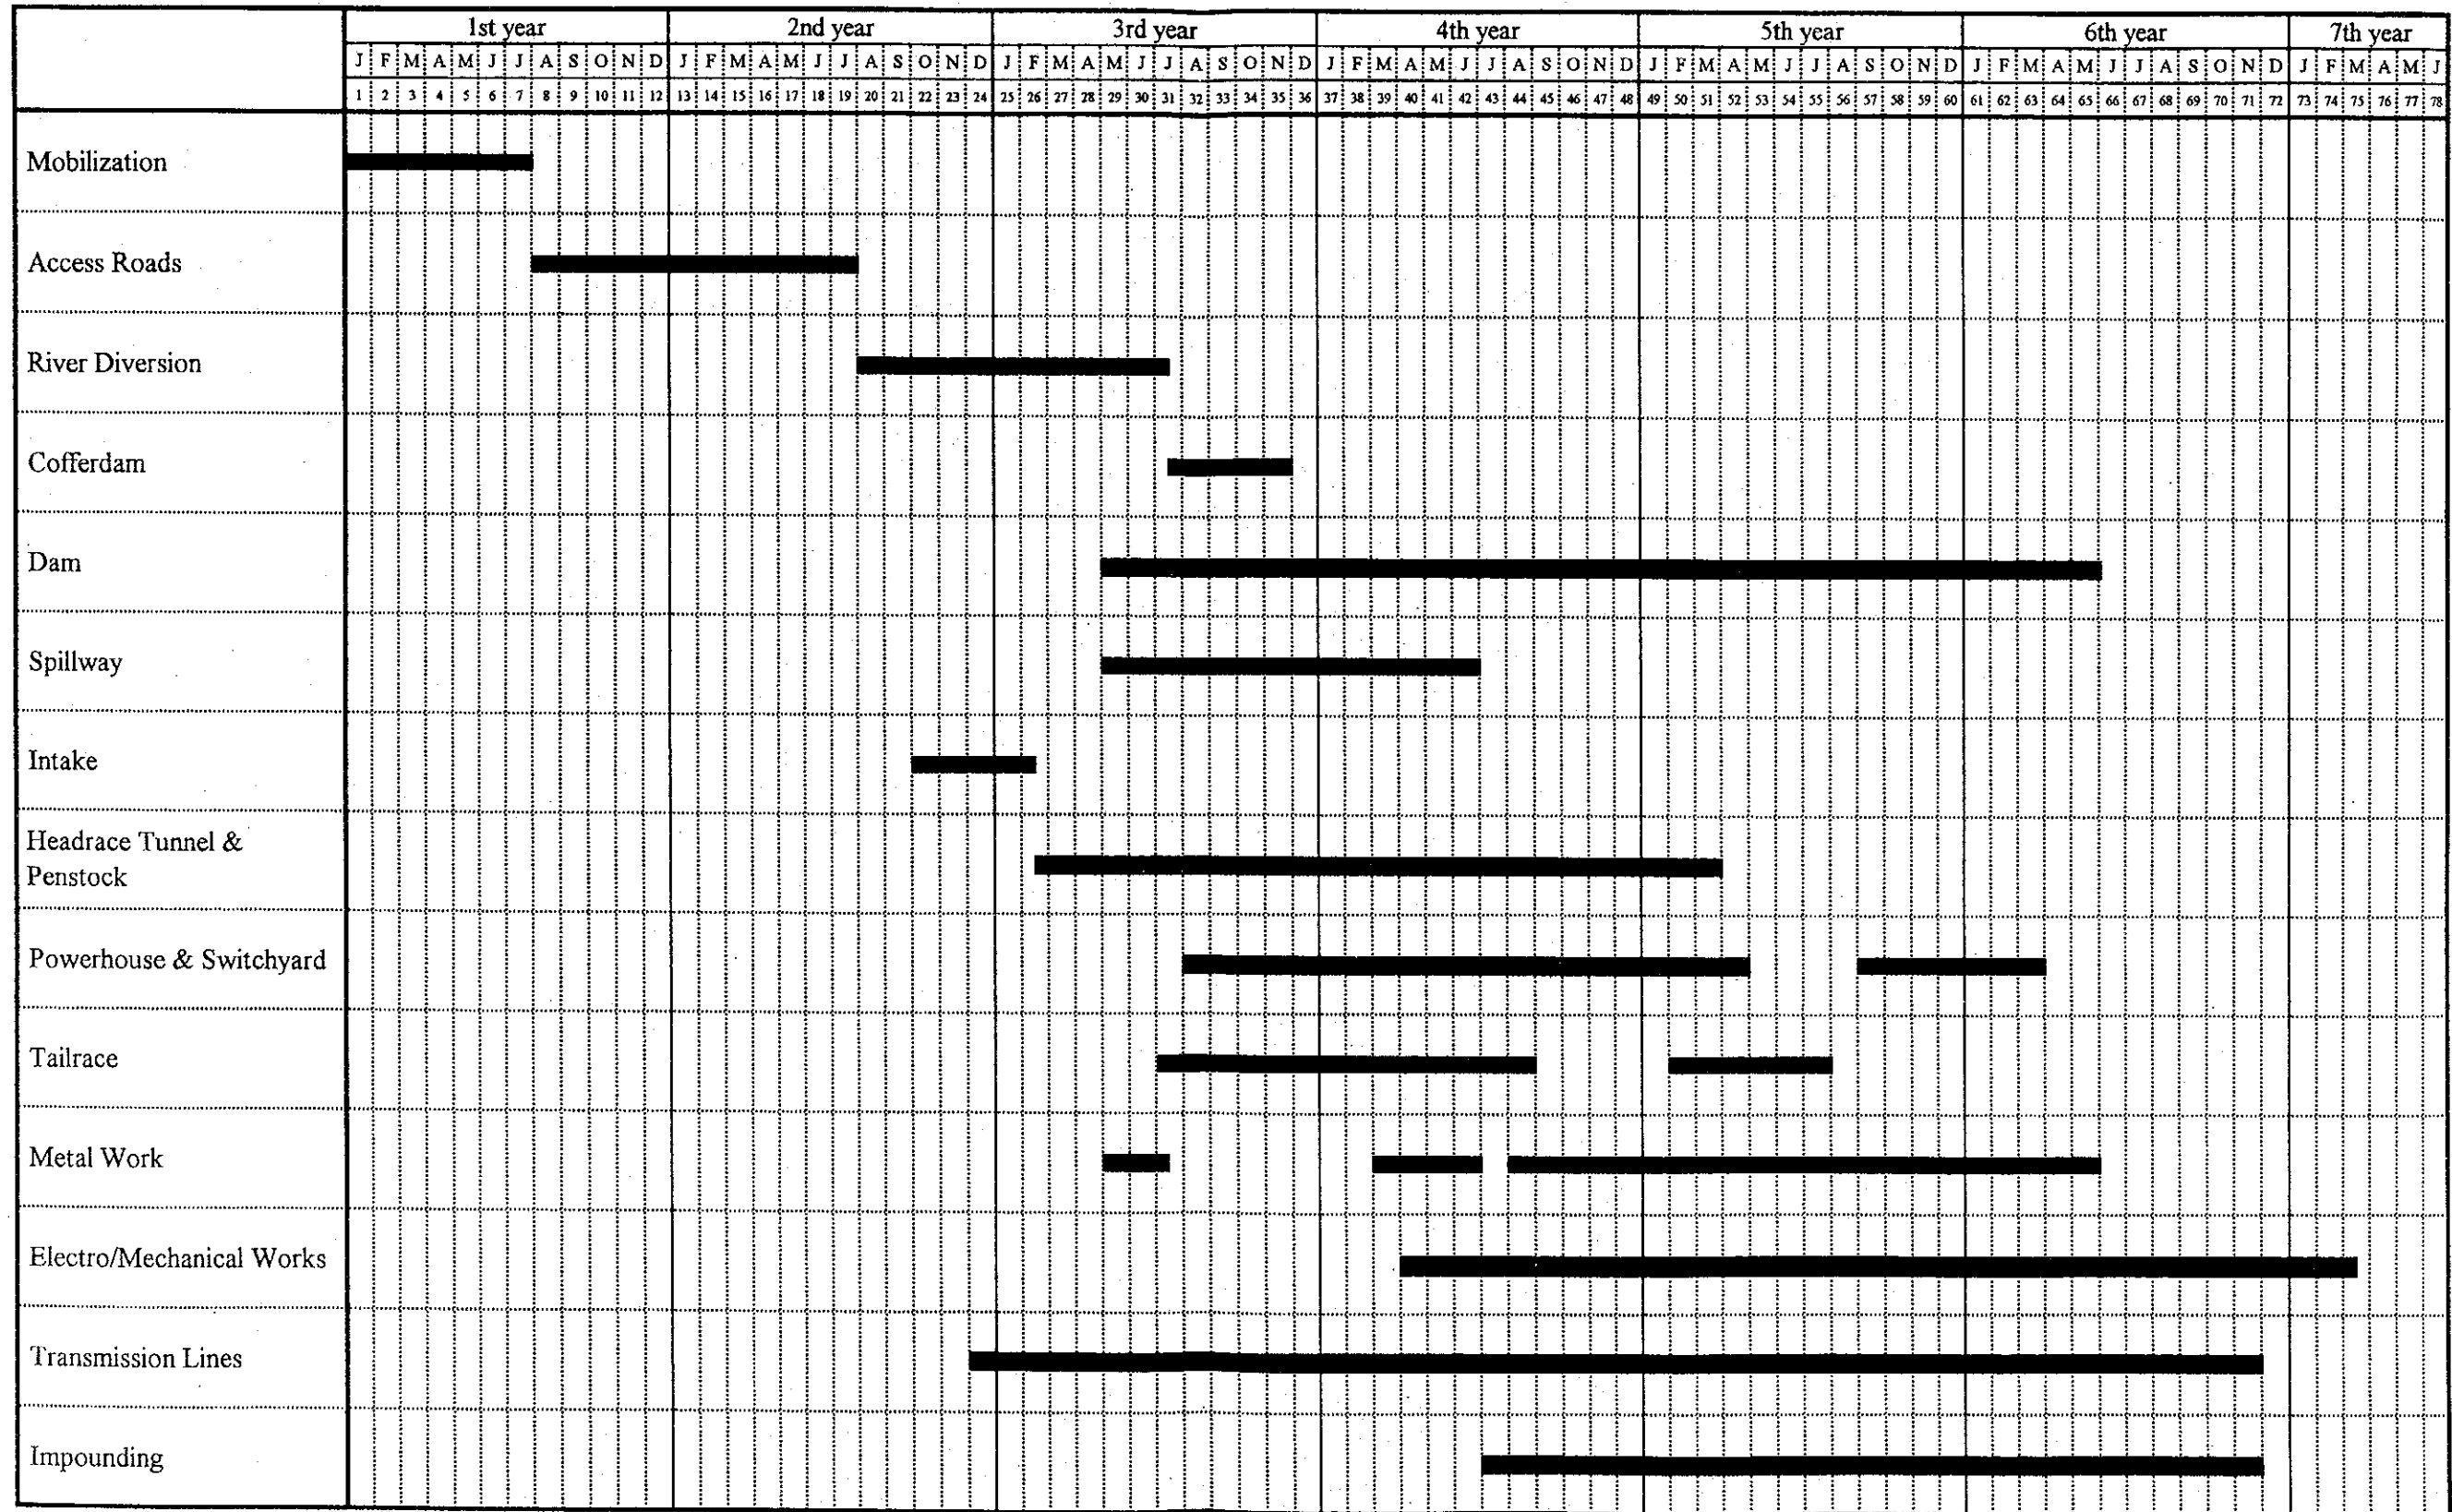 1st year 2nd year 3rd year 4th year 5th year 6th year 7th year
J F M A M J J A S O N D J F M A M J J A S O N D J F M A M J J A S O N D J F M A M J J A S O N D J F M A M J J A S O N D J F M A M J J A S O N D J F M A M J
1 2 3 4 5 6 7 8 9 10 11 12 13 14 15 16 17 18 19 20 21 22 23 24 25 26 27 28 29 30 31 32 33 34 35 36 37 38 39 40 41 42 43 44 45 46 47 48 49 50 51 52 53 54 55 56 57 58 59 60 61 62 63 64 65 66 67 68 69 70 71 72 73 74 75 76 77 78
Mobilization
Access Roads
River Diversion
Cofferdam
Dam
Spillway
Intake
Headrace Tunnel &
Penstock
Powerhouse & Switchyard
Tailrace
Metal Work
Electro/Mechanical Works
Transmission Lines
Impounding